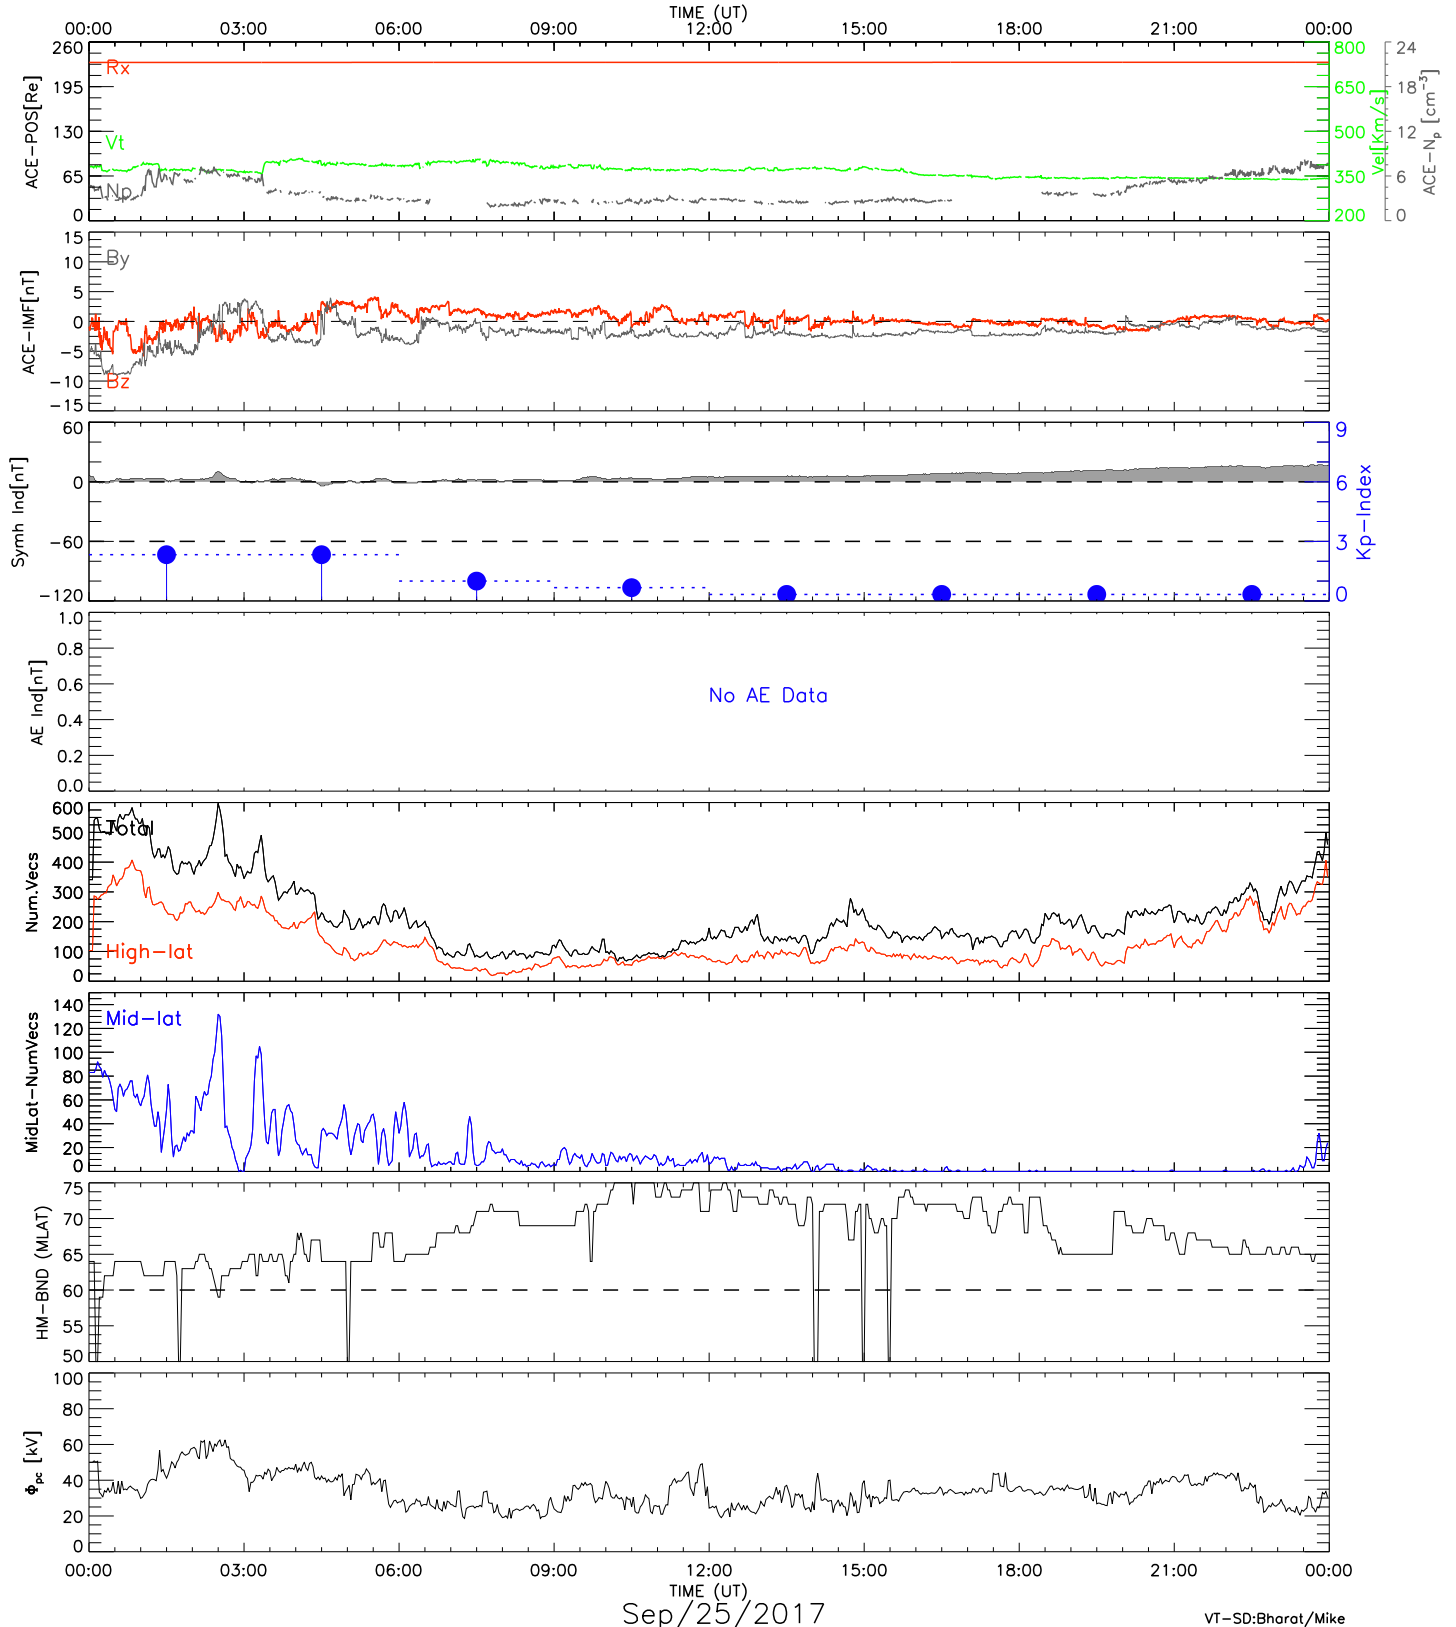 TIME (UT)
00:00 03:00 06:00 09:00 12:00 15:00 18:00 21:00 00:00
260 195 130 65 0
ACE-POS[Re]
Rx
Vt
Np
800 650 500 350 200
Vel[Km/s]
24 18 12 6 0
ACE-Np [cm-3]
15 10 5 0 -5 -10 -15
ACE-IMF[nT]
By
Bz
60 0 -60 -120
Symh Ind[nT]
9 6 3 0
Kp-Index
1.0 0.8 0.6 0.4 0.2 0.0
AE Ind[nT]
No AE Data
600 500 400 300 200 100 0
Num.Vecs
Total
High-lat
140 120 100 80 60 40 20 0
MidLat-NumVecs
Mid-lat
75 70 65 60 55 50
HM-BND (MLAT)
100 80 60 40 20 0
Φpc [kV]
00:00 03:00 06:00 09:00 12:00 15:00 18:00 21:00 00:00
TIME (UT)
Sep/25/2017
VT-SD:Bharat/Mike